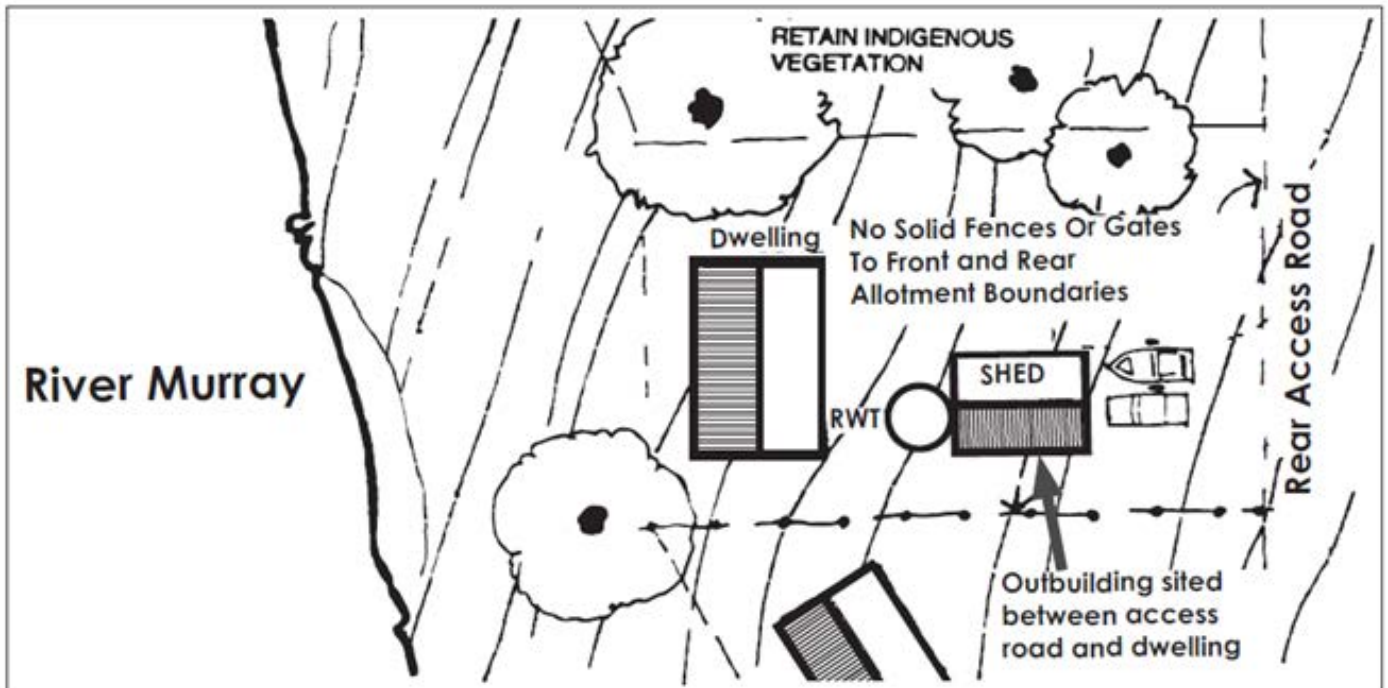 RETAIN INDIGENOUS
VEGETATION
Dwelling
No Solid Fences Or Gates
To Front and Rear
Allotment Boundaries
River Murray
SHED
RWT
Rear Access Road
Outbuilding sited
between access
road and dwelling